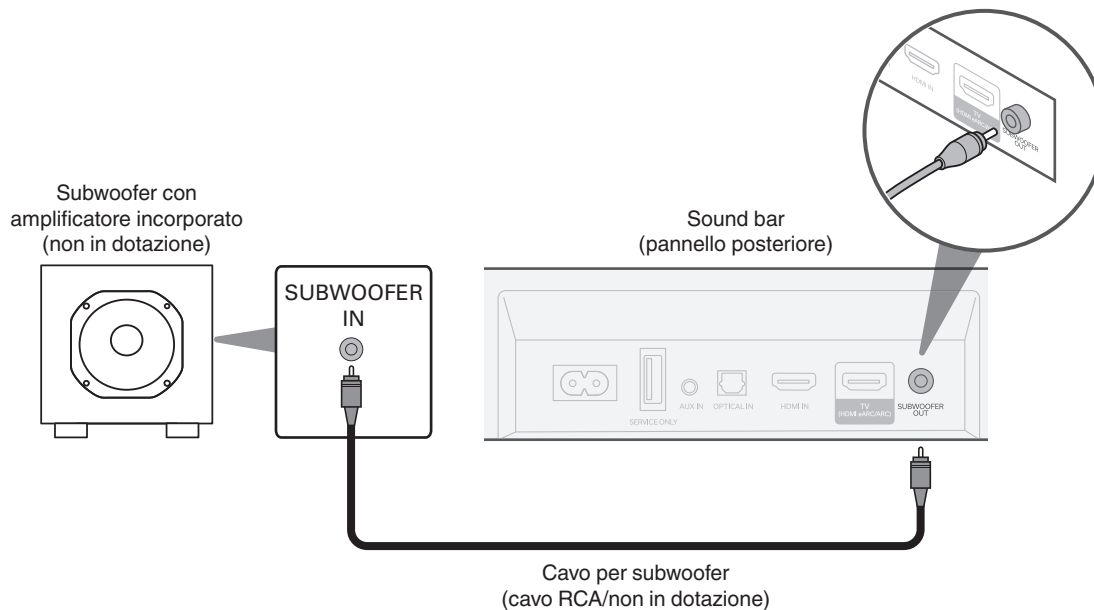 HDMI IN
TV
(HDMI eARC/
SUBWOOFER
OUT
Subwoofer con
amplificatore incorporato
(non in dotazione)
Sound bar
(pannello posteriore)
SUBWOOFER
IN
SERVICE ONLY
AUX IN
OPTICAL IN
HDMI IN
TV
(HDMI eARC/ARC)
SUBWOOFER
OUT
Cavo per subwoofer
(cavo RCA/non in dotazione)